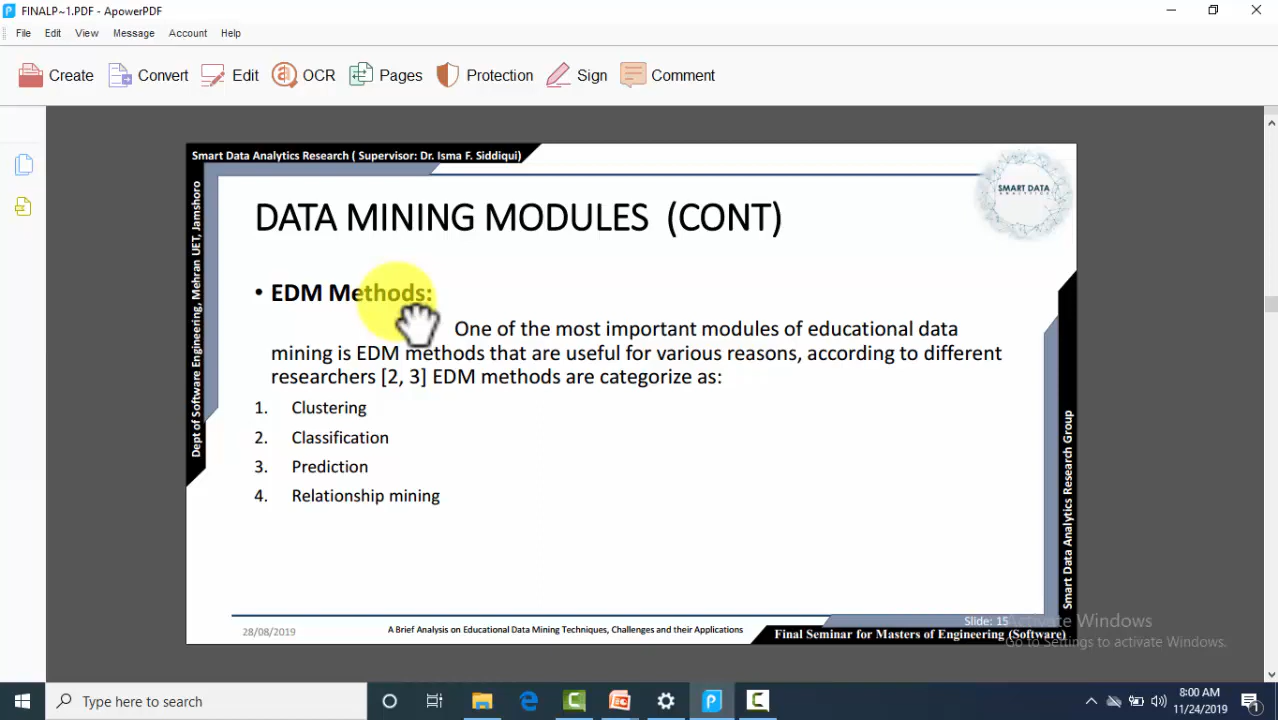 FINALP~1.PDF - ApowerPDF
File Edit View Message Account Help
Create Convert Edit OCR Pages Protection Sign Comment
Smart Data Analytics Research ( Supervisor: Dr. Isma F. Siddiqui)
SMART DATA
ANALYTICS
Dept of Software Engineering, Mehran UET, Jamshoro
DATA MINING MODULES (CONT)
• EDM Methods:
One of the most important modules of educational data
mining is EDM methods that are useful for various reasons, according to different
researchers [2, 3] EDM methods are categorize as:
1. Clustering
2. Classification
3. Prediction
4. Relationship mining
Smart Data Analytics Research Group
Slide: 15
28/08/2019
A Brief Analysis on Educational Data Mining Techniques, Challenges and their Applications
Final Seminar for Masters of Engineering (Software)
Activate Windows
Go to Settings to activate Windows.
Type here to search
8:00 AM
11/24/2019
1